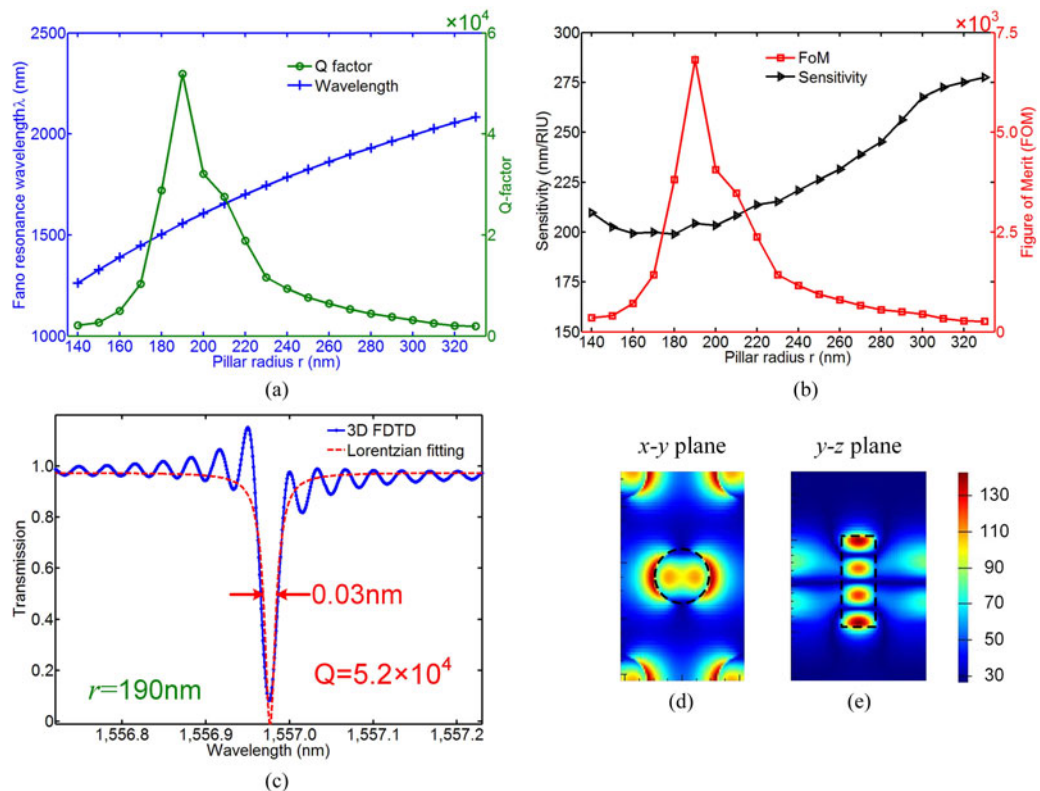 ×10⁴
2500
6
Q factor
Wavelength
2000
4
1500
2
1000
0
Fano resonance wavelengthλ (nm)
Q-factor
140 160 180 200 220 240 260 280 300 320
Pillar radius r (nm)
(a)
×10³
300
7.5
FoM
Sensitivity
275
250
5.0
225
200
2.5
175
150
0
Sensitivity (nm/RIU)
Figure of Merit (FOM)
140 160 180 200 220 240 260 280 300 320
Pillar radius r (nm)
(b)
3D FDTD
Lorentzian fitting
1.0
0.8
0.6
0.4
0.2
0
Transmission
0.03nm
r=190nm
Q=5.2×10⁴
1,556.8 1,556.9 1,557.0 1,557.1 1,557.2
Wavelength (nm)
(c)
x-y plane
(d)
y-z plane
(e)
130
110
90
70
50
30